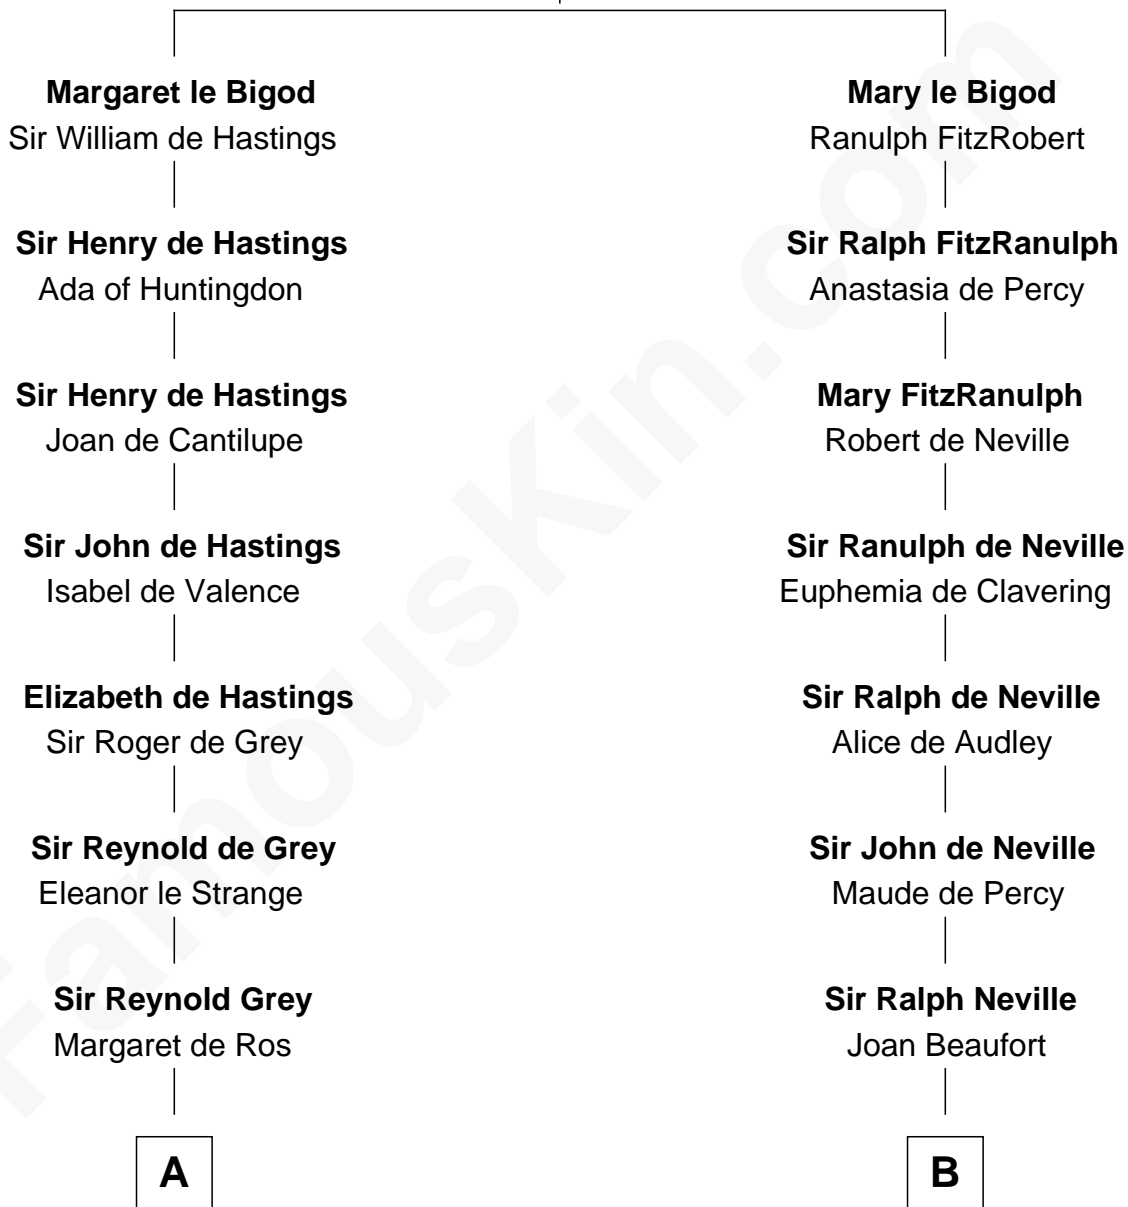 Margaret le Bigod
Sir William de Hastings
Mary le Bigod
Ranulph FitzRobert
Sir Henry de Hastings
Ada of Huntingdon
Sir Ralph FitzRanulph
Anastasia de Percy
Sir Henry de Hastings
Joan de Cantilupe
Mary FitzRanulph
Robert de Neville
Sir John de Hastings
Isabel de Valence
Sir Ranulph de Neville
Euphemia de Clavering
Elizabeth de Hastings
Sir Roger de Grey
Sir Ralph de Neville
Alice de Audley
Sir Reynold de Grey
Eleanor le Strange
Sir John de Neville
Maude de Percy
Sir Reynold Grey
Margaret de Ros
Sir Ralph Neville
Joan Beaufort
A
B
FamousKin.com